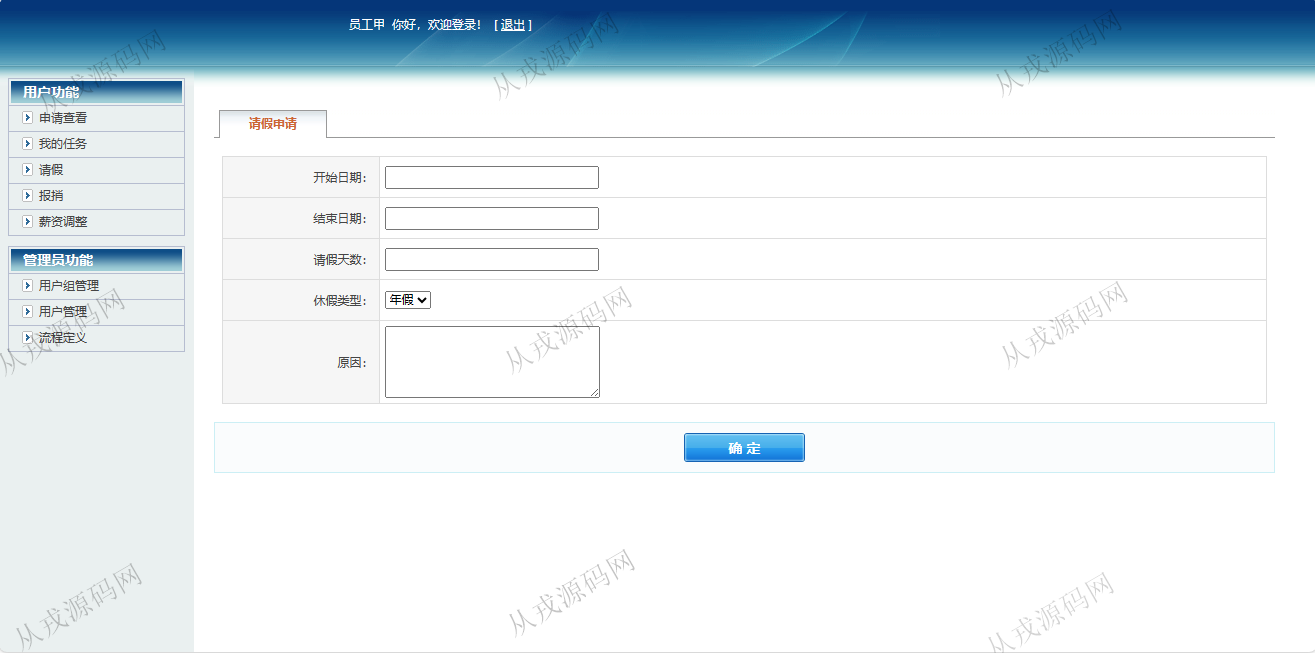 员工甲 你好，欢迎登录！ [ 退出 ]
用户功能
申请查看
我的任务
请假
报销
薪资调整
管理员功能
用户组管理
用户管理
流程定义
请假申请
开始日期：
结束日期：
请假天数：
休假类型： 年假
原因：
确 定
从戎源码网
从戎源码网
从戎源码网
从戎源码网
从戎源码网
从戎源码网
从戎源码网
从戎源码网
从戎源码网